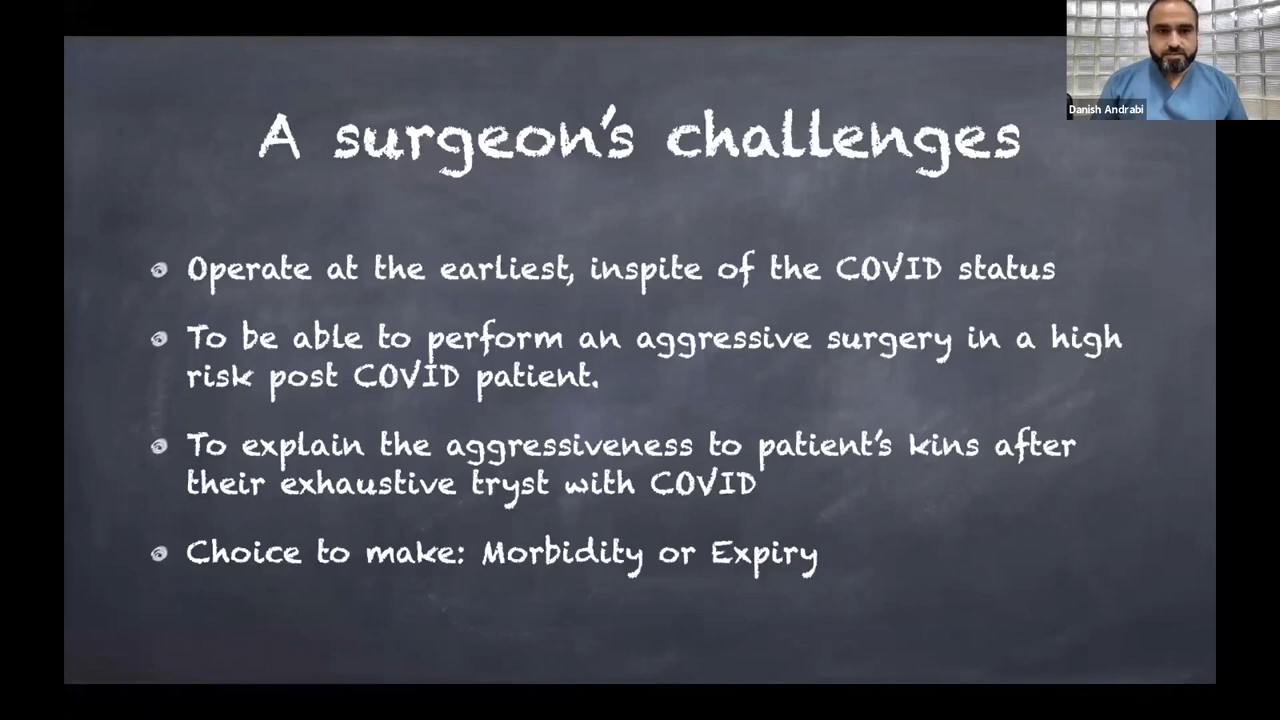 Danish Andrabi
A surgeon's challenges
Operate at the earliest, inspite of the COVID status
To be able to perform an aggressive surgery in a high
risk post COVID patient.
To explain the aggressiveness to patient's kins after
their exhaustive tryst with COVID
Choice to make: Morbidity or Expiry